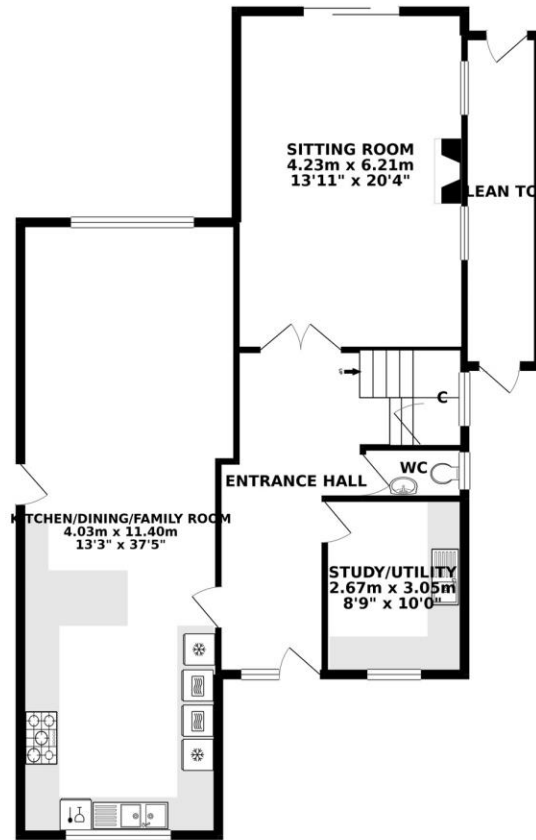 SITTING ROOM
4.23m x 6.21m
13'11" x 20'4"
LEAN TO
C
WC
ENTRANCE HALL
KITCHEN/DINING/FAMILY ROOM
4.03m x 11.40m
13'3" x 37'5"
STUDY/UTILITY
2.67m x 3.05m
8'9" x 10'0"